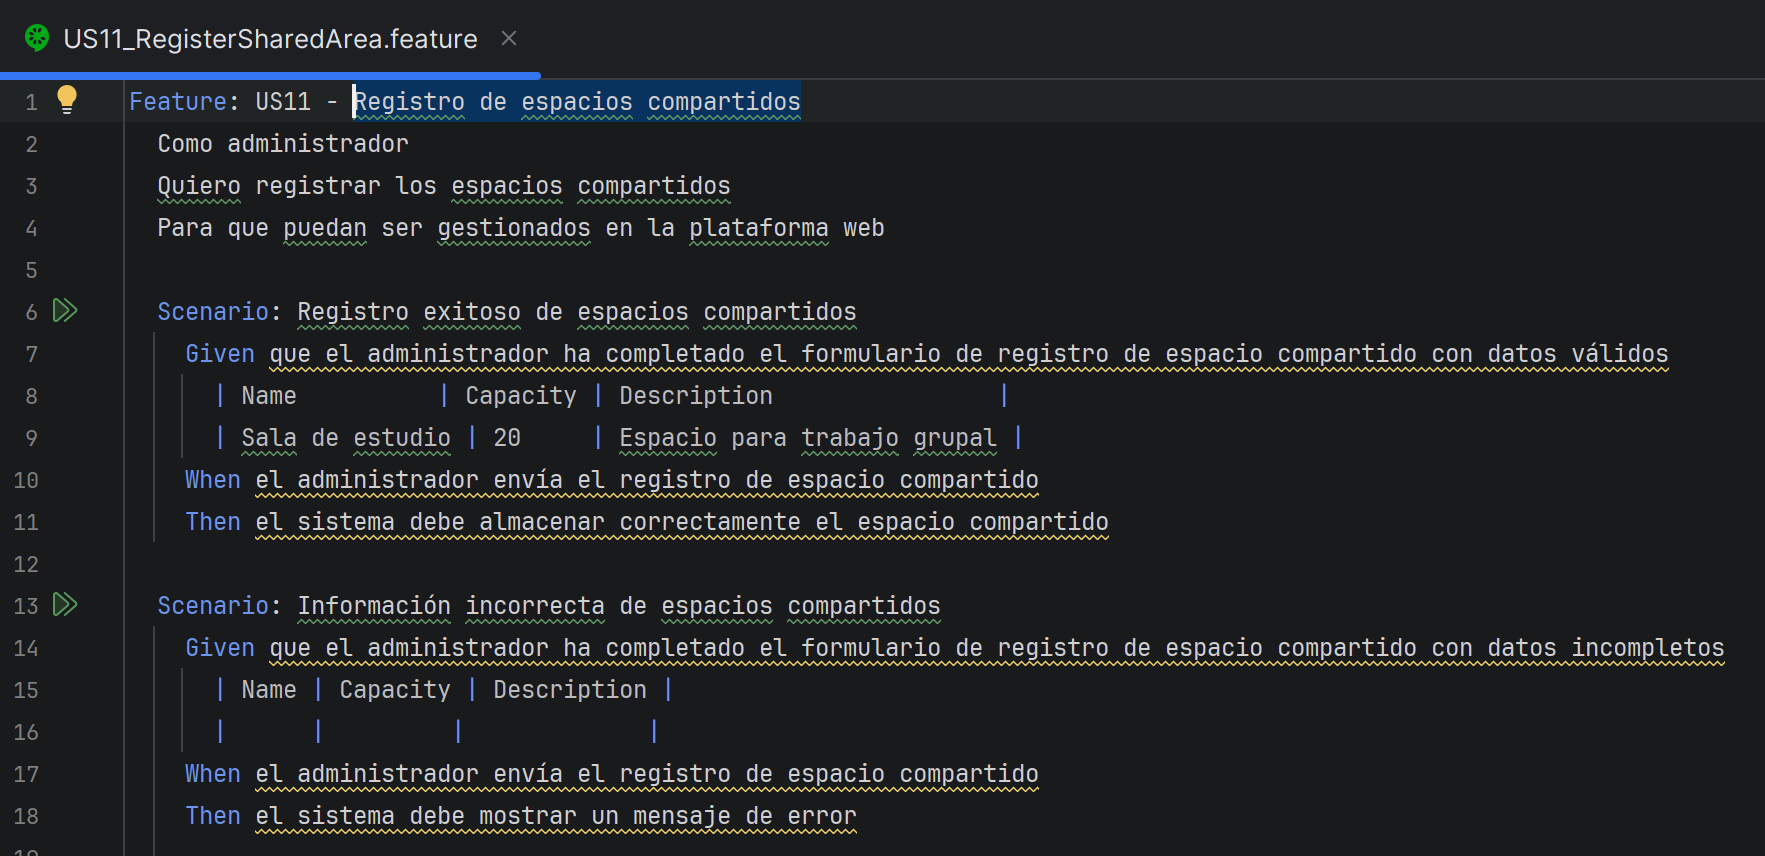 US11_RegisterSharedArea.feature
1 Feature: US11 - Registro de espacios compartidos
2 Como administrador
3 Quiero registrar los espacios compartidos
4 Para que puedan ser gestionados en la plataforma web
5
6 Scenario: Registro exitoso de espacios compartidos
7 Given que el administrador ha completado el formulario de registro de espacio compartido con datos válidos
8 | Name | Capacity | Description |
9 | Sala de estudio | 20 | Espacio para trabajo grupal |
10 When el administrador envía el registro de espacio compartido
11 Then el sistema debe almacenar correctamente el espacio compartido
12
13 Scenario: Información incorrecta de espacios compartidos
14 Given que el administrador ha completado el formulario de registro de espacio compartido con datos incompletos
15 | Name | Capacity | Description |
16 | | | |
17 When el administrador envía el registro de espacio compartido
18 Then el sistema debe mostrar un mensaje de error